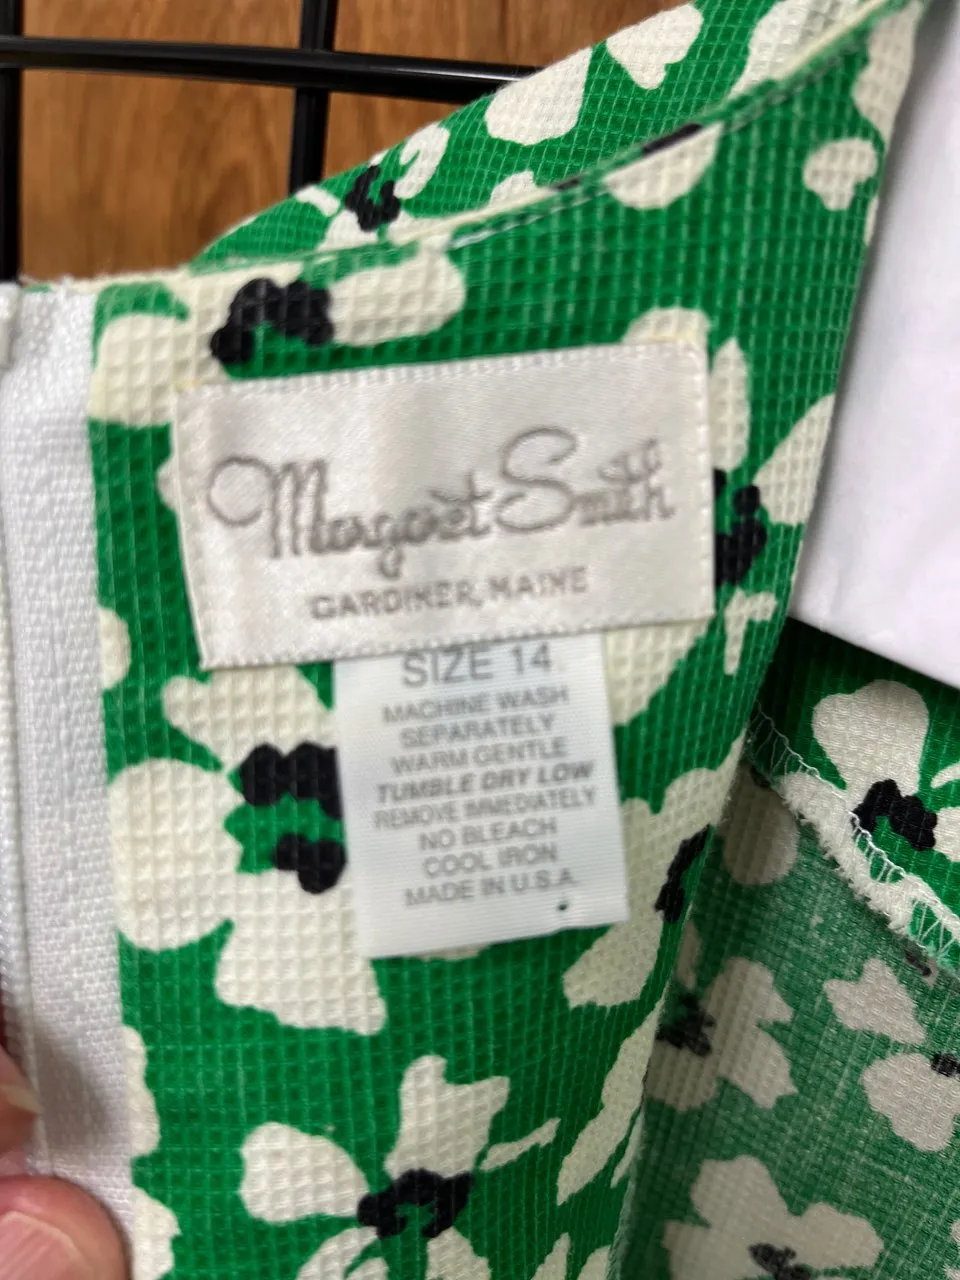 Margaret Smith
GARDINER, MAINE
SIZE 14
MACHINE WASH
SEPARATELY
WARM GENTLE
TUMBLE DRY LOW
REMOVE IMMEDIATELY
NO BLEACH
COOL IRON
MADE IN U.S.A.